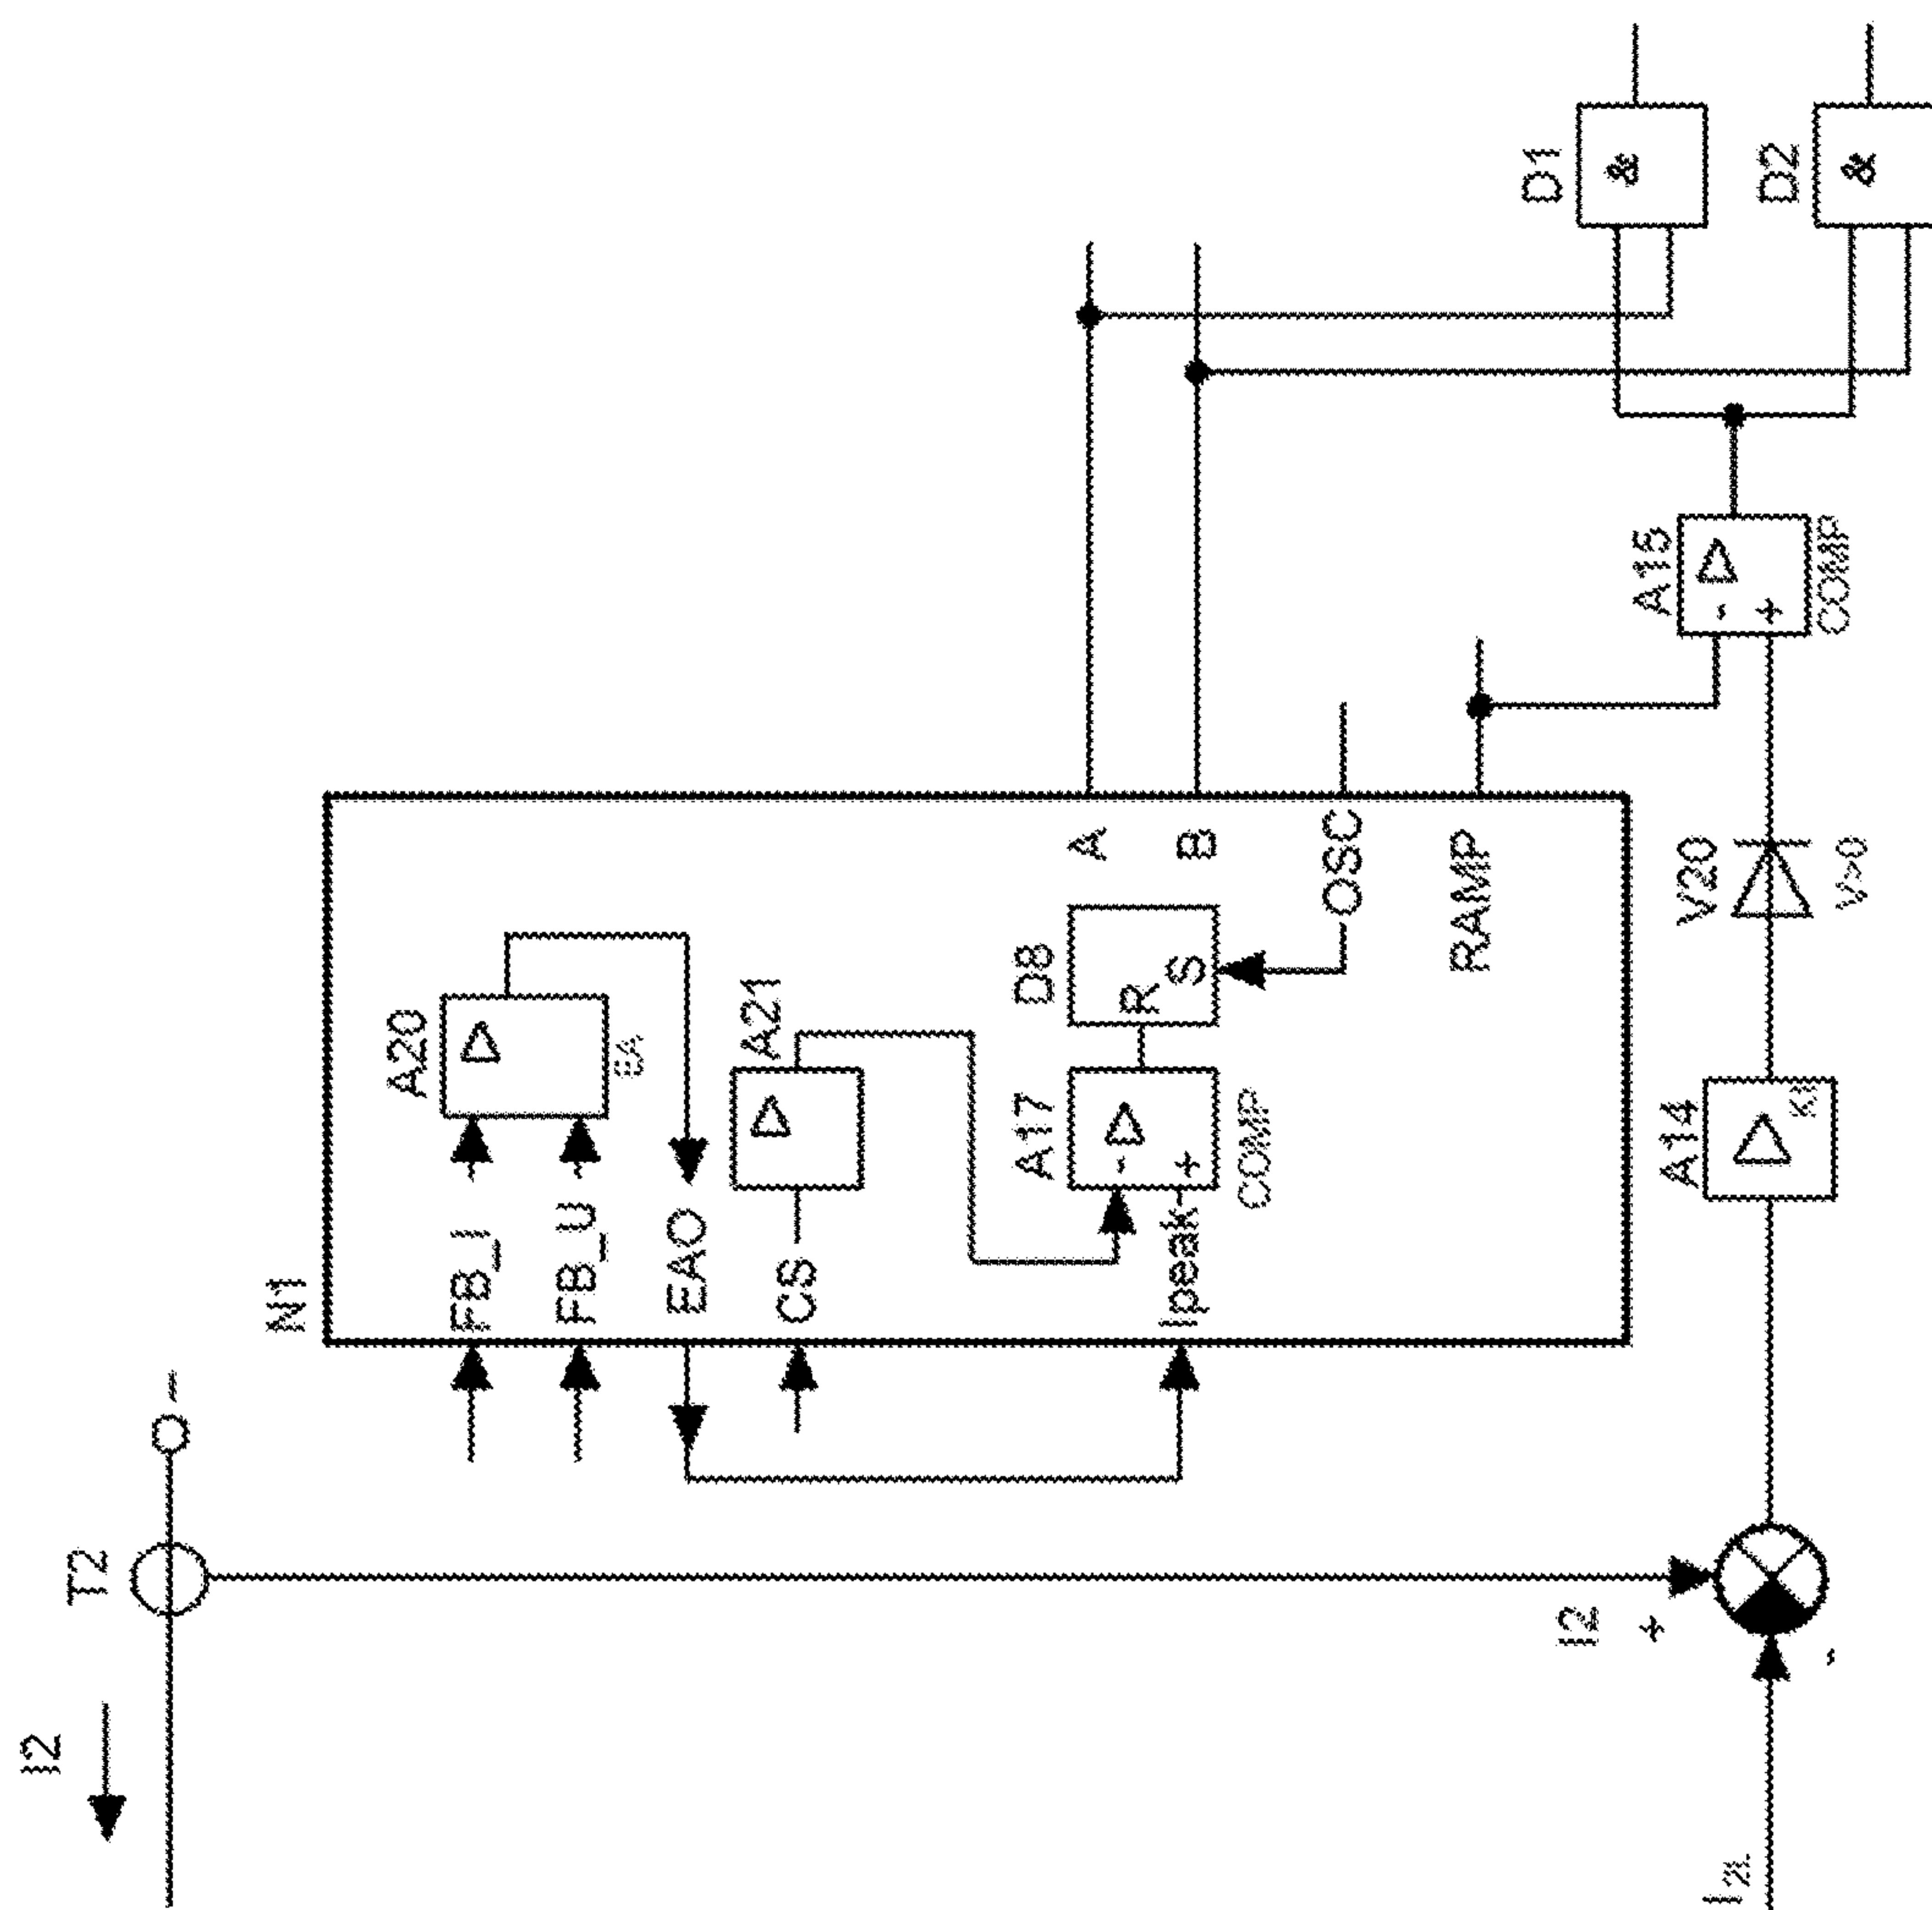 I2
T2
–
N1
FB_I
FB_U
EAO
CS
Ipeak
A20
EA
A21
A17
- +
COMP
D8
R
S
A
B
OSC
RAMP
I2
+
-
A14
V20
V>0
A15
- +
COMP
D1
&
D2
&